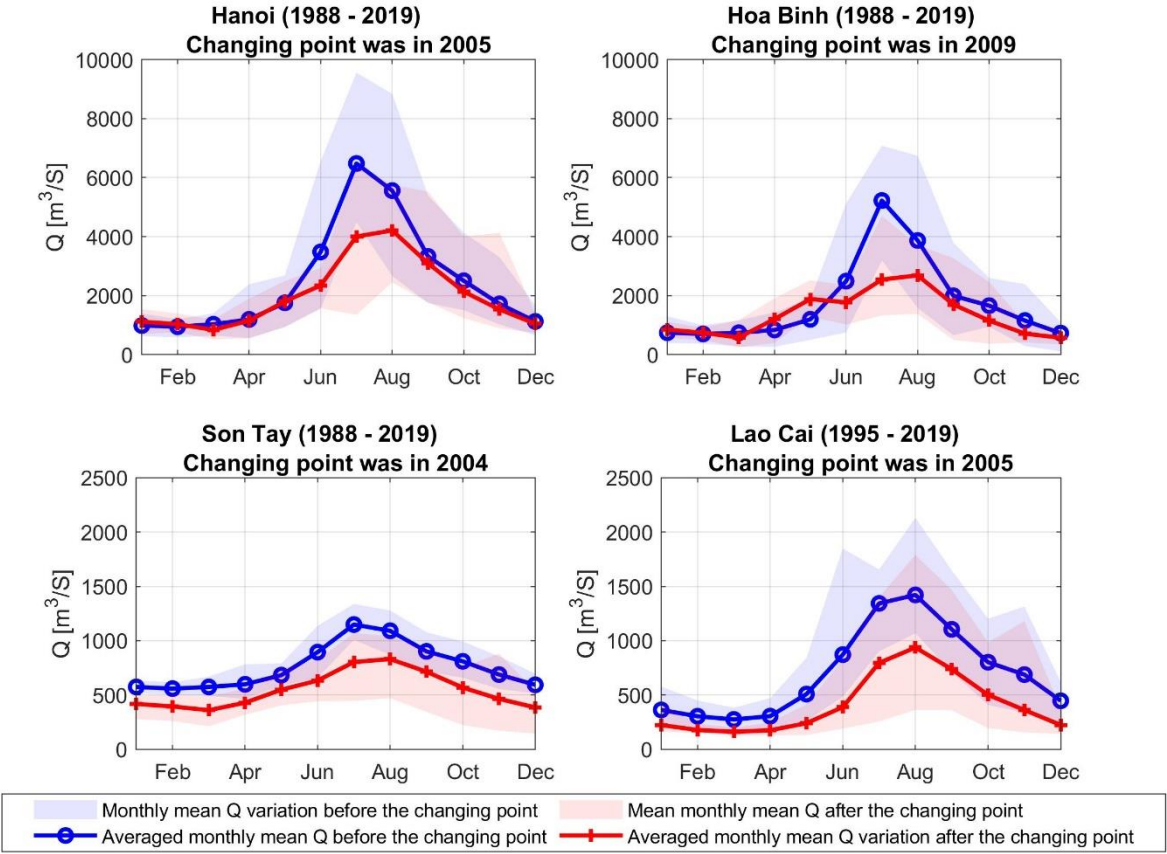 Hanoi (1988 - 2019)
Changing point was in 2005
10000
8000
6000
4000
2000
0
Q [m³/S]
Feb Apr Jun Aug Oct Dec
Hoa Binh (1988 - 2019)
Changing point was in 2009
10000
8000
6000
4000
2000
0
Q [m³/S]
Feb Apr Jun Aug Oct Dec
Son Tay (1988 - 2019)
Changing point was in 2004
2500
2000
1500
1000
500
0
Q [m³/S]
Feb Apr Jun Aug Oct Dec
Lao Cai (1995 - 2019)
Changing point was in 2005
2500
2000
1500
1000
500
0
Q [m³/S]
Feb Apr Jun Aug Oct Dec
Monthly mean Q variation before the changing point
Mean monthly mean Q after the changing point
Averaged monthly mean Q before the changing point
Averaged monthly mean Q variation after the changing point